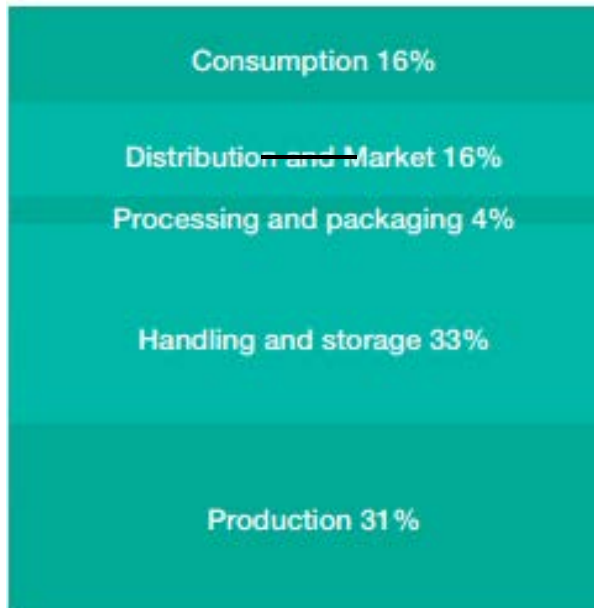 Consumption 16%
Distribution and Market 16%
Processing and packaging 4%
Handling and storage 33%
Production 31%